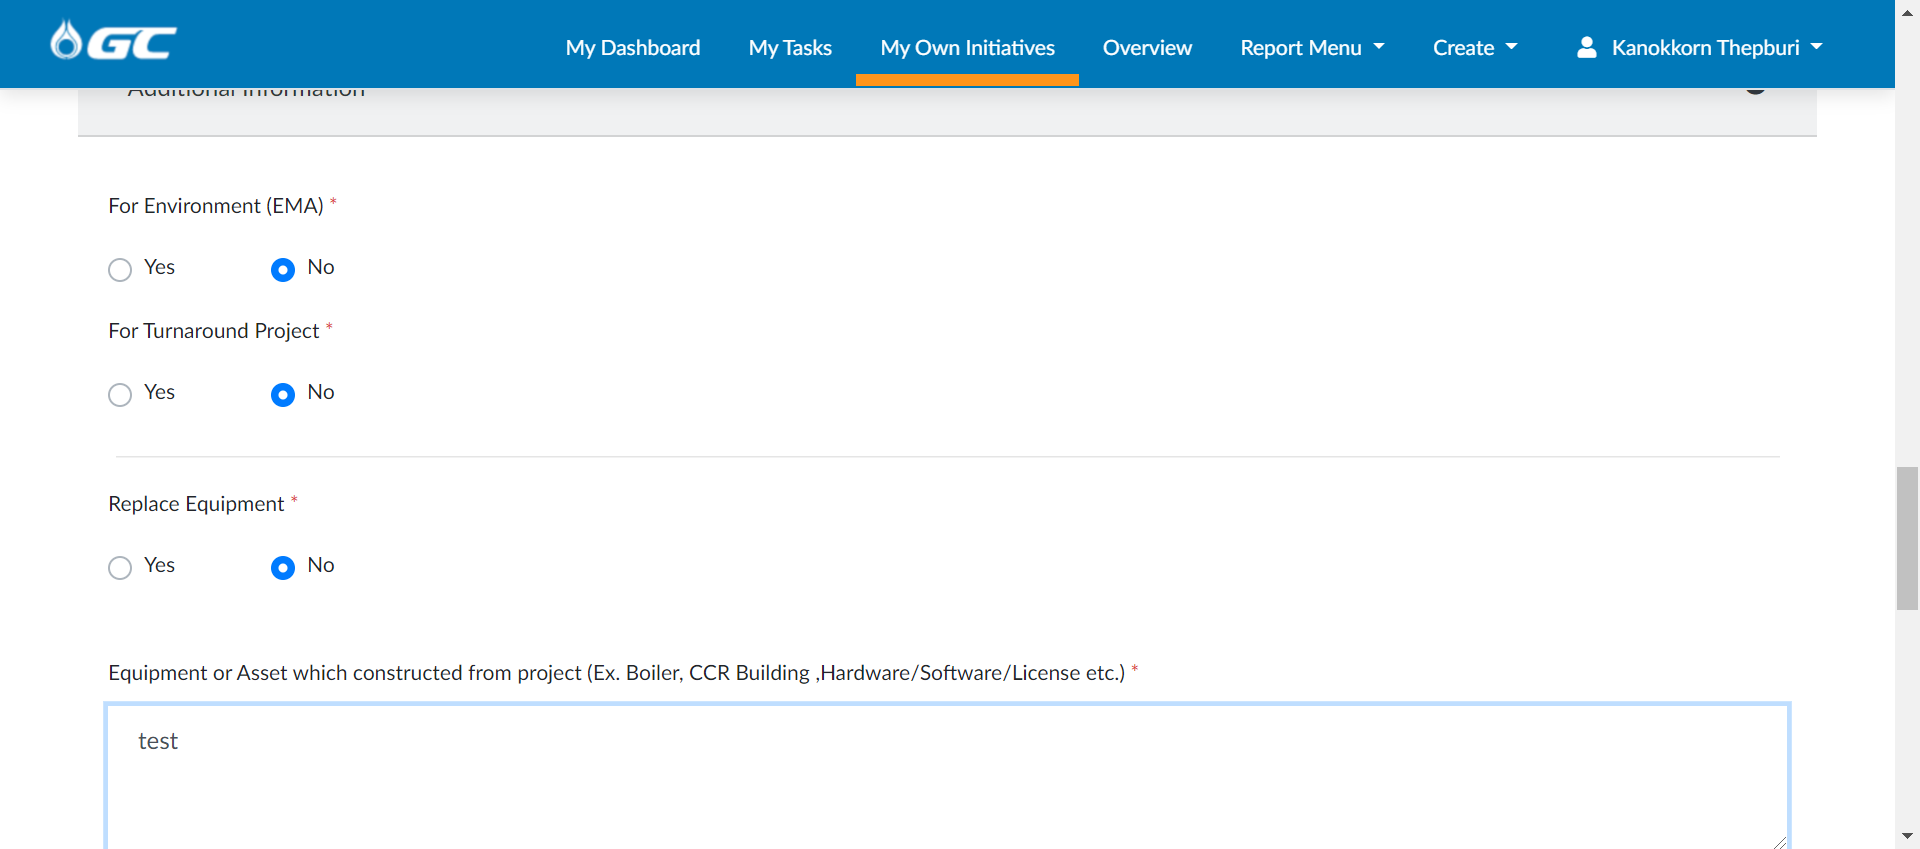 GC
My Dashboard My Tasks My Own Initiatives Overview Report Menu Create Kanokkorn Thepburi
Additional Information
For Environment (EMA) *
Yes No
For Turnaround Project *
Yes No
Replace Equipment *
Yes No
Equipment or Asset which constructed from project (Ex. Boiler, CCR Building ,Hardware/Software/License etc.) *
test